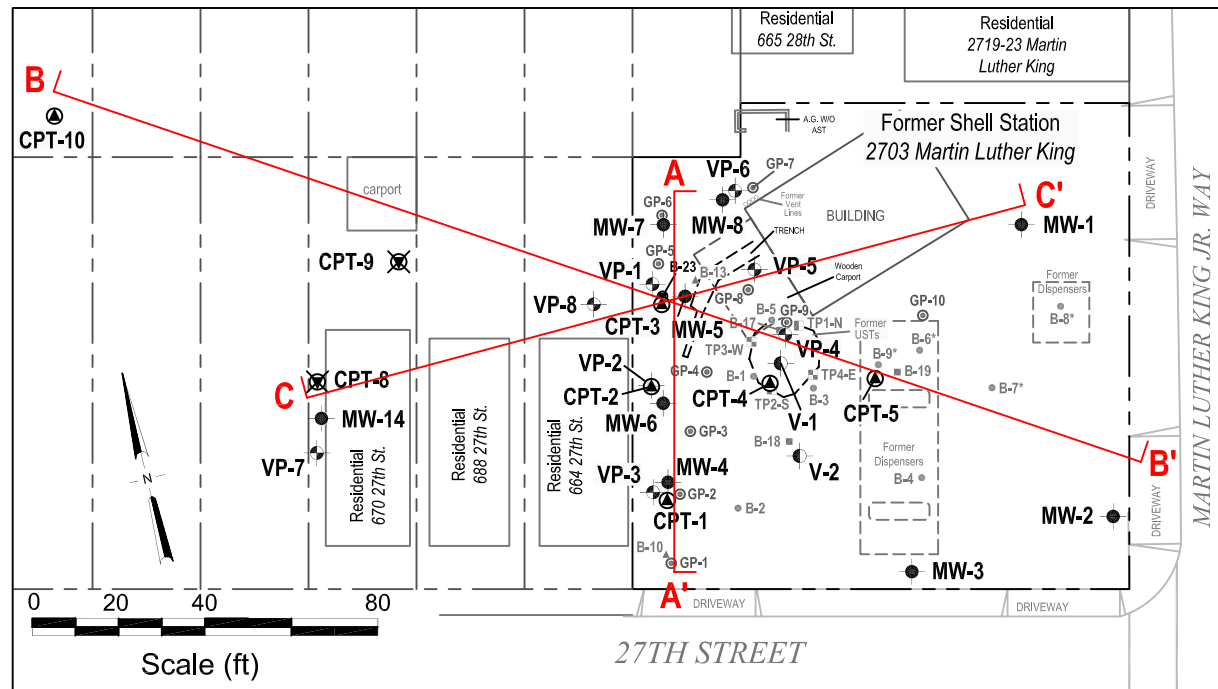 Residential
665 28th St.
Residential
2719-23 Martin
Luther King
B
CPT-10
A.G. W/O
AST
Former Shell Station
2703 Martin Luther King
DRIVEWAY
carport
A
VP-6
GP-7
Former
Vent
Lines
C'
GP-6
MW-7
MW-8
BUILDING
MW-1
TRENCH
CPT-9
GP-5
VP-1
B-23
B-13
VP-5
Wooden
Carport
Former
Dispensers
B-8*
VP-8
GP-8
CPT-3
MW-5
B-5
GP-9
GP-10
B-17
TP1-N
Former
USTs
TP3-W
VP-4
B-6*
B-9*
C
CPT-8
VP-2
GP-4
B-1
TP4-E
B-19
B-7*
CPT-2
CPT-4
B-3
CPT-5
TP2-S
MW-6
V-1
MW-14
GP-3
B-18
VP-7
Residential
670 27th St.
Residential
688 27th St.
Residential
664 27th St.
V-2
Former
Dispensers
B-4
B'
MW-4
VP-3
GP-2
CPT-1
B-2
MW-2
DRIVEWAY
MARTIN LUTHER KING JR. WAY
N
B-10
GP-1
MW-3
A'
DRIVEWAY
DRIVEWAY
0 20 40 80
Scale (ft)
27TH STREET